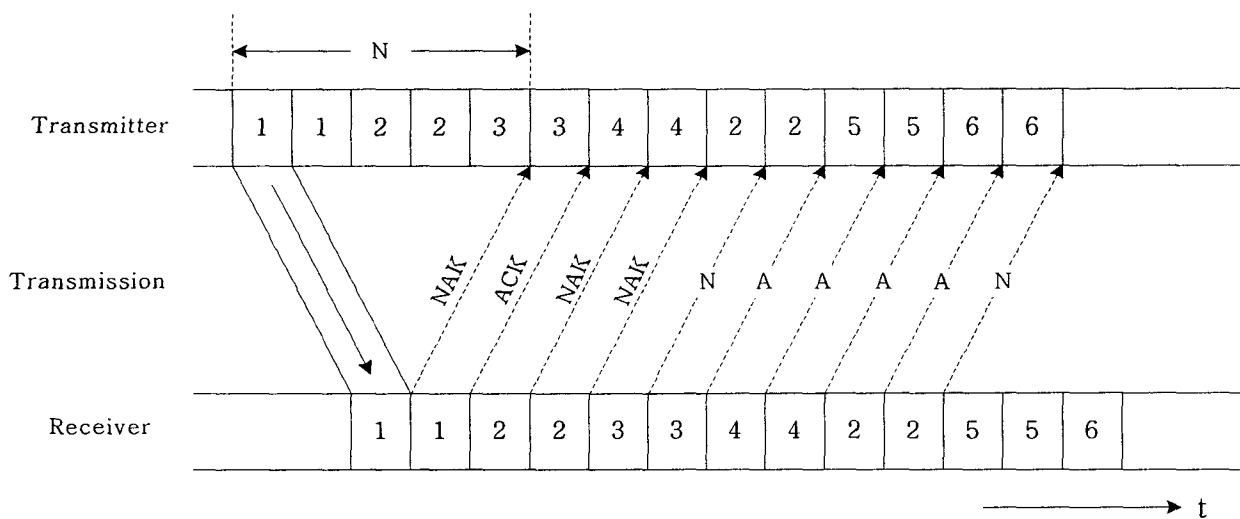 N
Transmitter 1 1 2 2 3 3 4 4 2 2 5 5 6 6
Transmission NAK ACK NAK NAK N A A A A N
Receiver 1 1 2 2 3 3 4 4 2 2 5 5 6
t